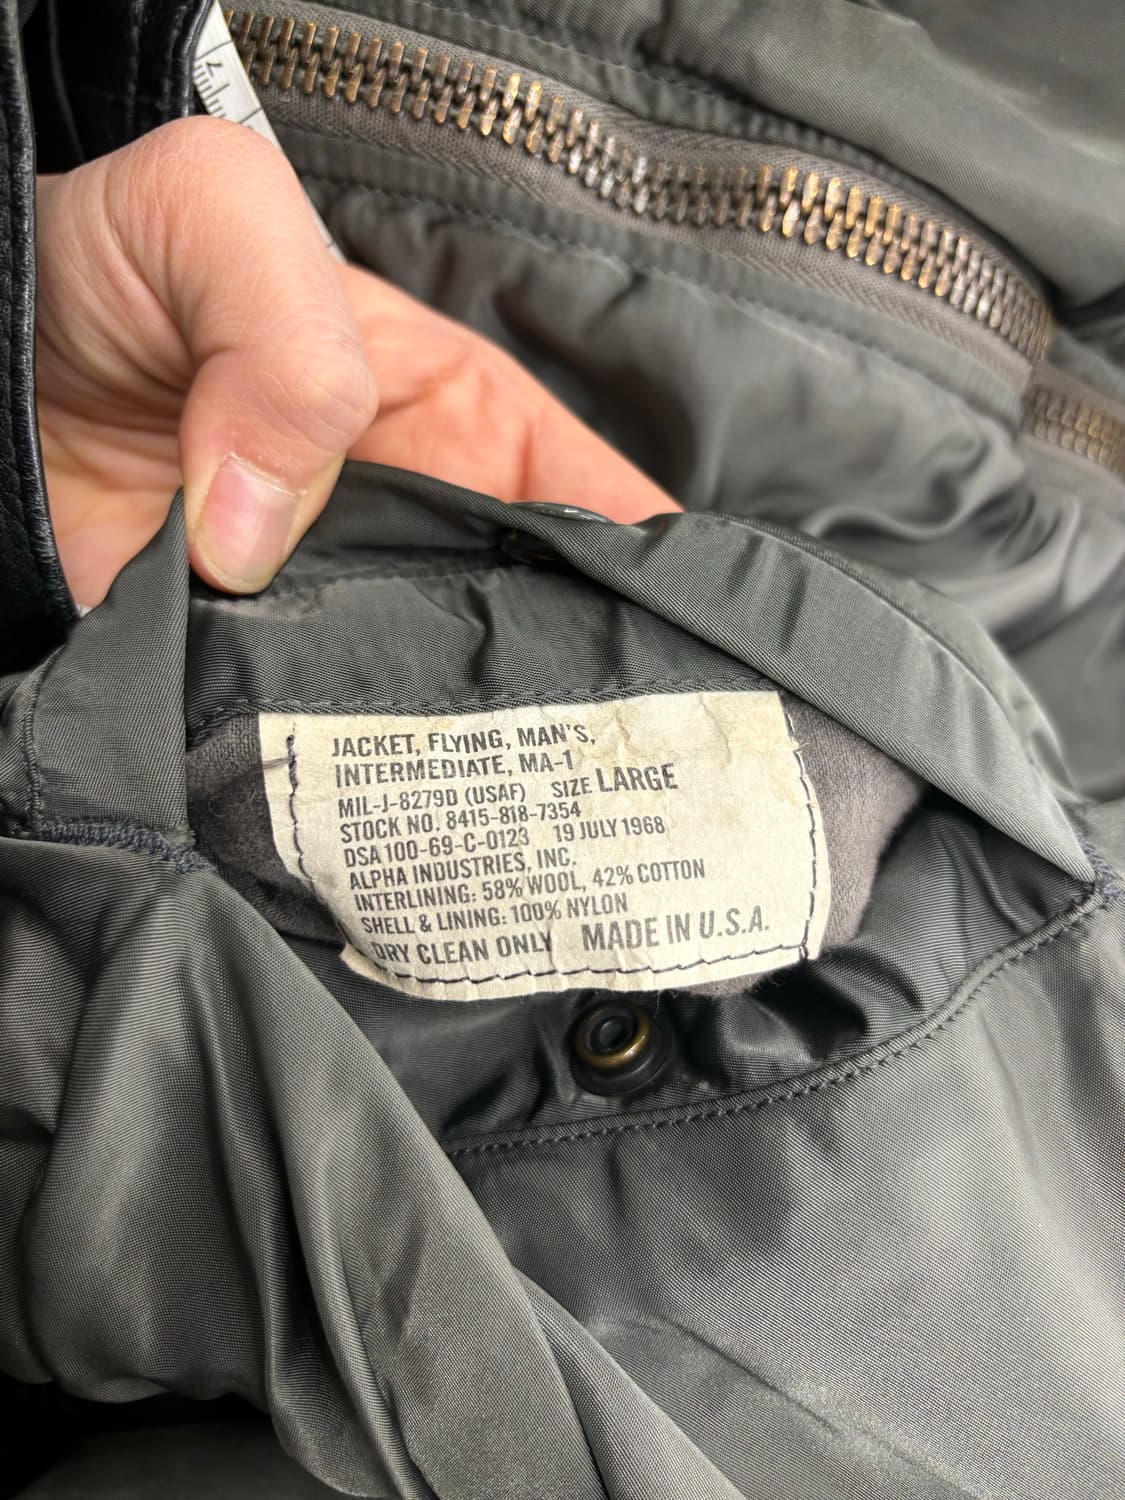 7
JACKET, FLYING, MAN'S,
INTERMEDIATE, MA-1
MIL-J-8279D (USAF) SIZE LARGE
STOCK NO. 8415-818-7354
DSA 100-69-C-0123 19 JULY 1968
ALPHA INDUSTRIES, INC.
INTERLINING: 58% WOOL, 42% COTTON
SHELL & LINING: 100% NYLON
DRY CLEAN ONLY MADE IN U.S.A.